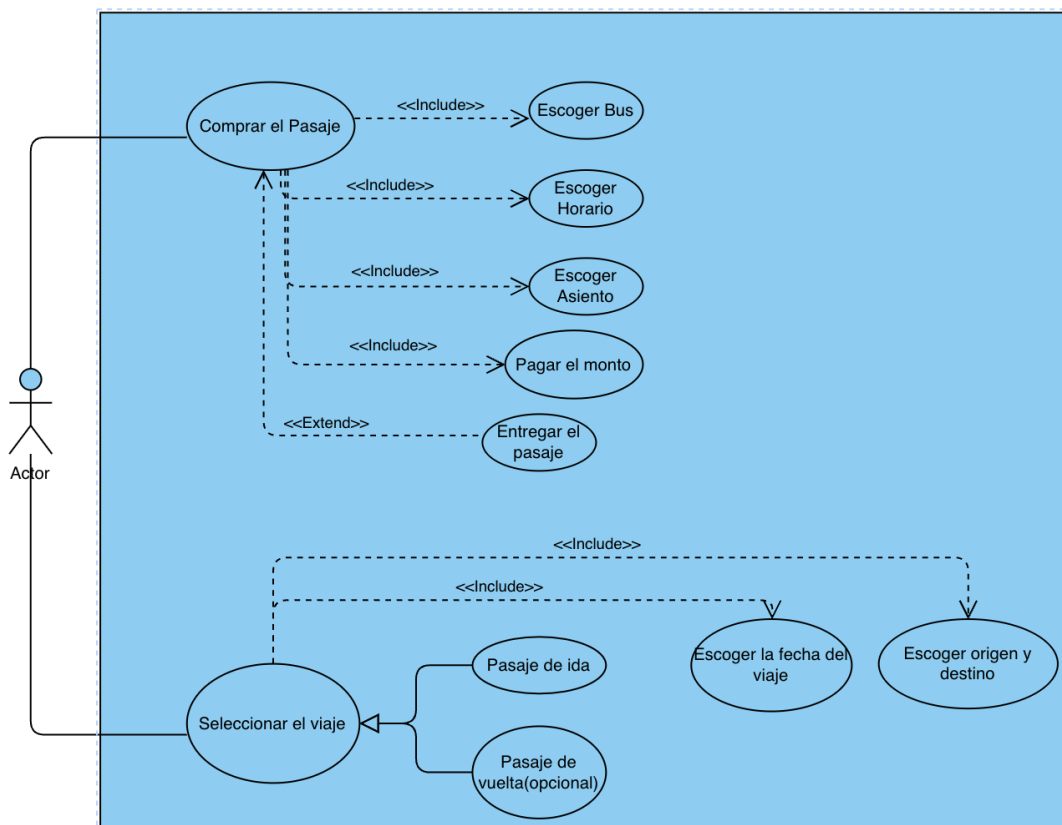 <<Include>>
Escoger Bus
Comprar el Pasaje
<<Include>>
Escoger
Horario
<<Include>>
Escoger
Asiento
<<Include>>
Pagar el monto
<<Extend>>
Entregar el
pasaje
Actor
<<Include>>
<<Include>>
Pasaje de ida
Escoger la fecha del
viaje
Escoger origen y
destino
Seleccionar el viaje
Pasaje de
vuelta(opcional)